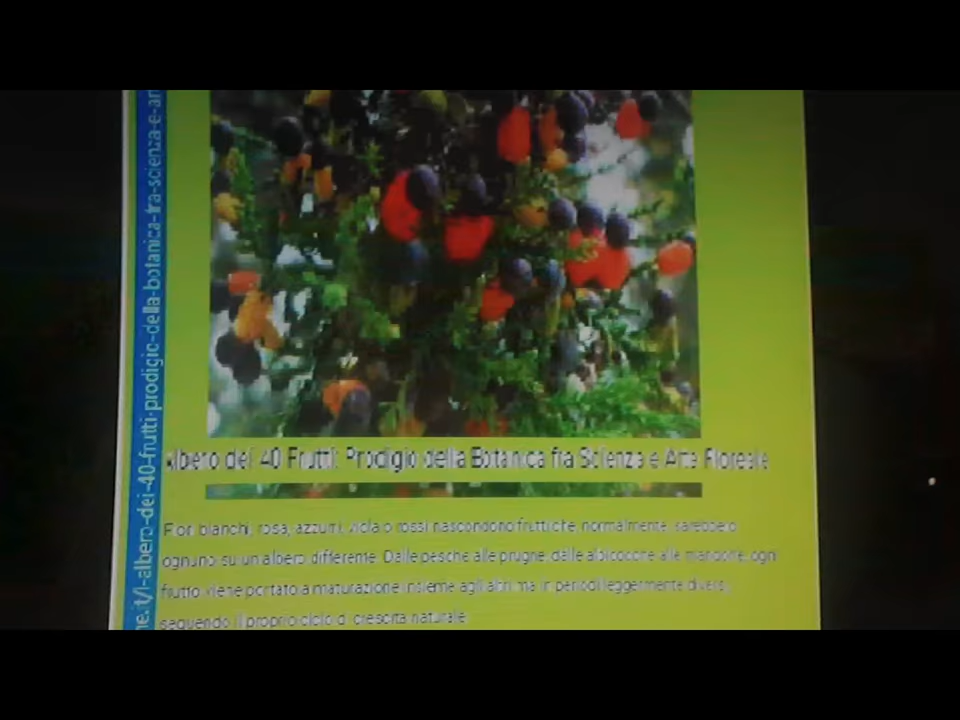 ne.it/l-albero-dei-40-frutti-prodigio-della-botanica-fra-scienza-e-ar
Albero dei 40 Frutti: Prodigio della Botanica fra Scienza e Arte Floreale
Fiori bianchi, rosa, azzurri, viola o rossi nascondono frutti che, normalmente, sarebbero
ognuno su un albero differente. Dalle pesche alle prugne, dalle albicocche alle mandorle, ogni
frutto viene portato a maturazione insieme agli altri ma in periodi leggermente diversi,
seguendo il proprio ciclo di crescita naturale.